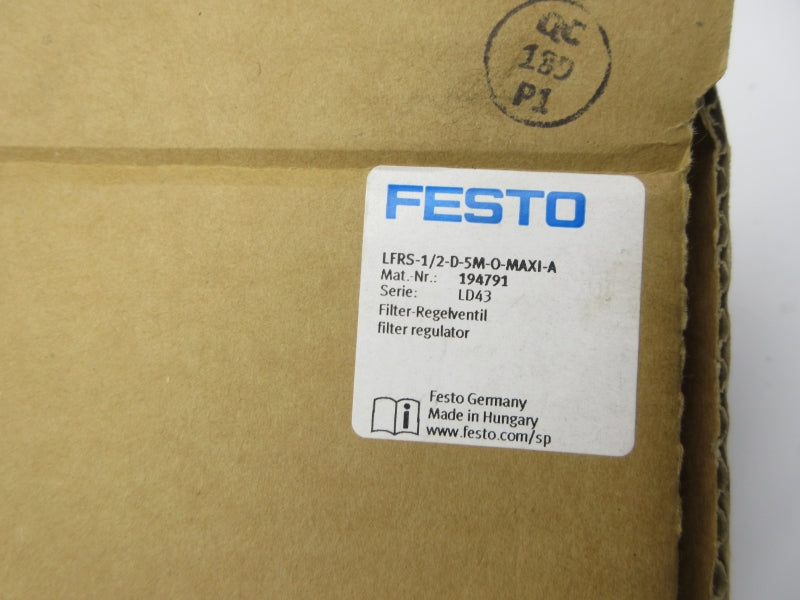 QC
189
P1
FESTO
LFRS-1/2-D-5M-O-MAXI-A
Mat.-Nr.: 194791
Serie: LD43
Filter-Regelventil
filter regulator
Festo Germany
Made in Hungary
www.festo.com/sp